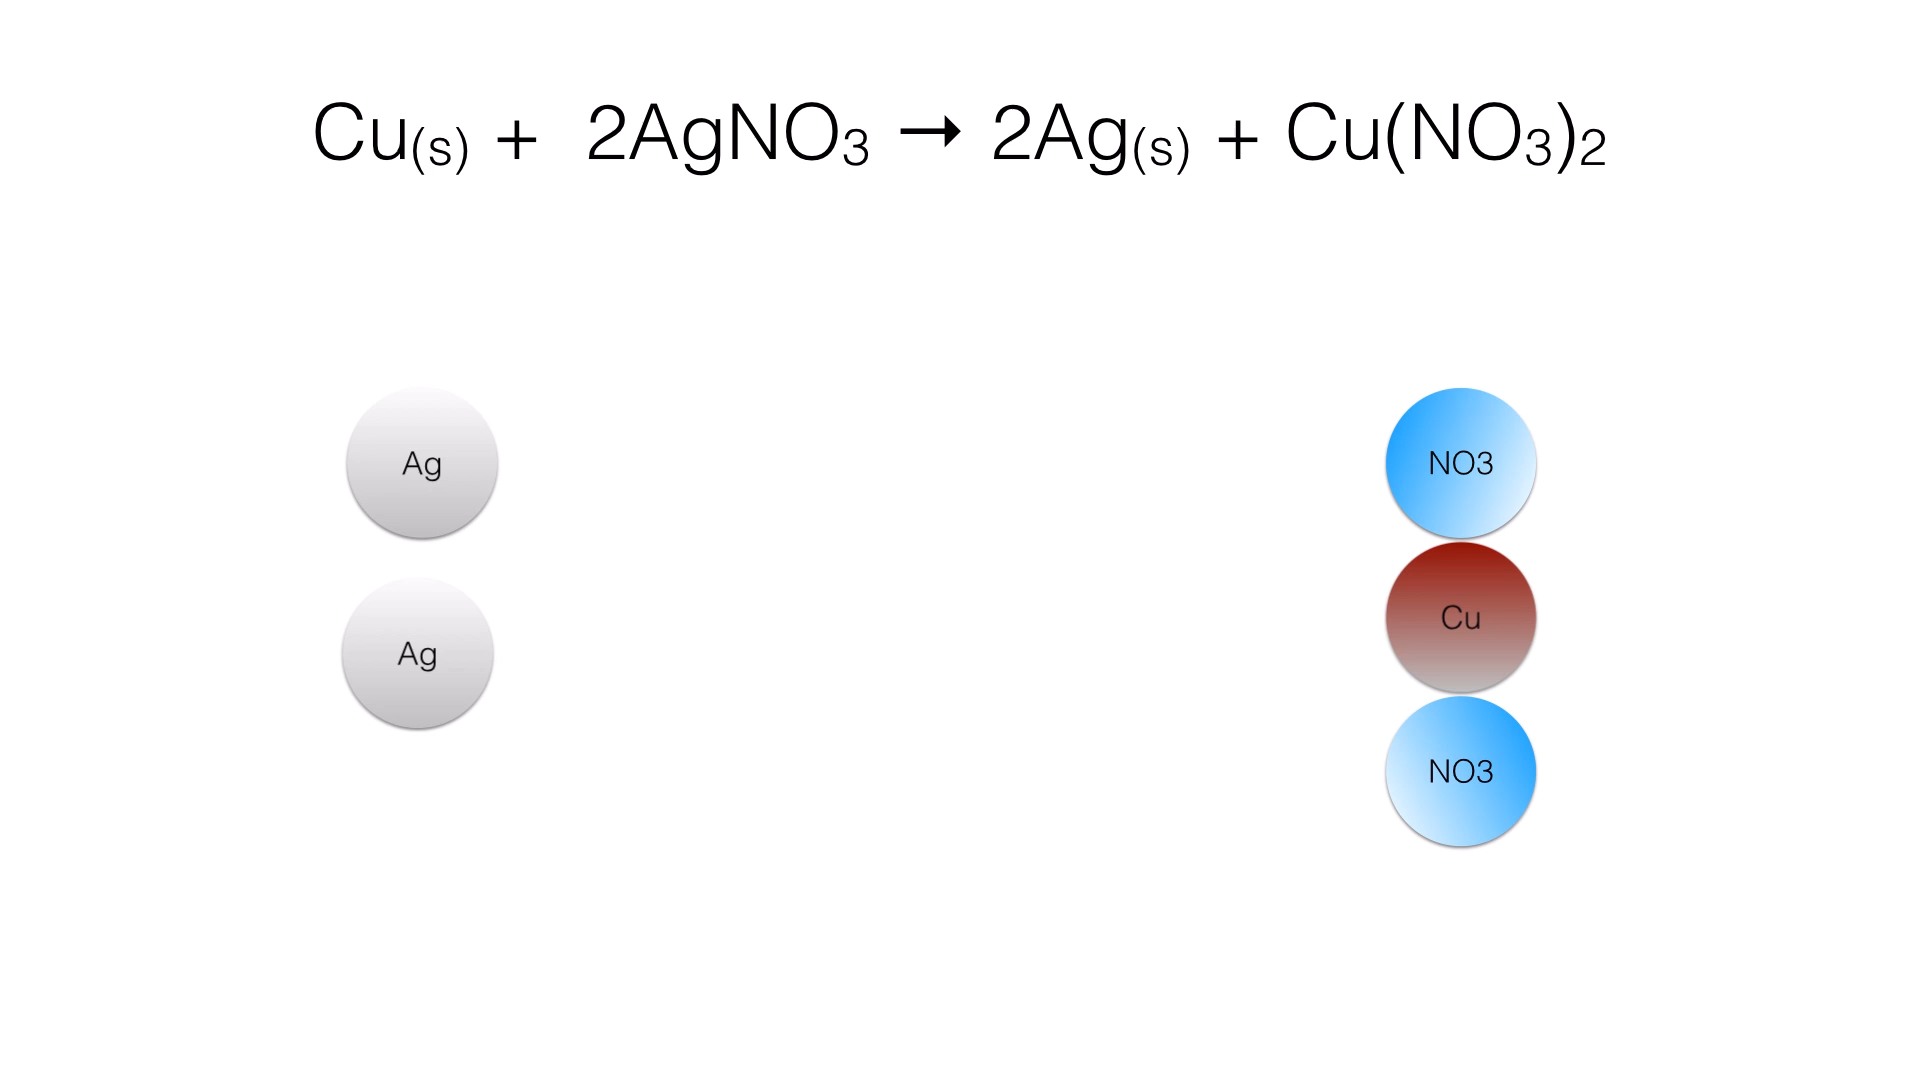 Cu(s) + 2AgNO3 → 2Ag(s) + Cu(NO3)2
Ag
NO3
Cu
Ag
NO3